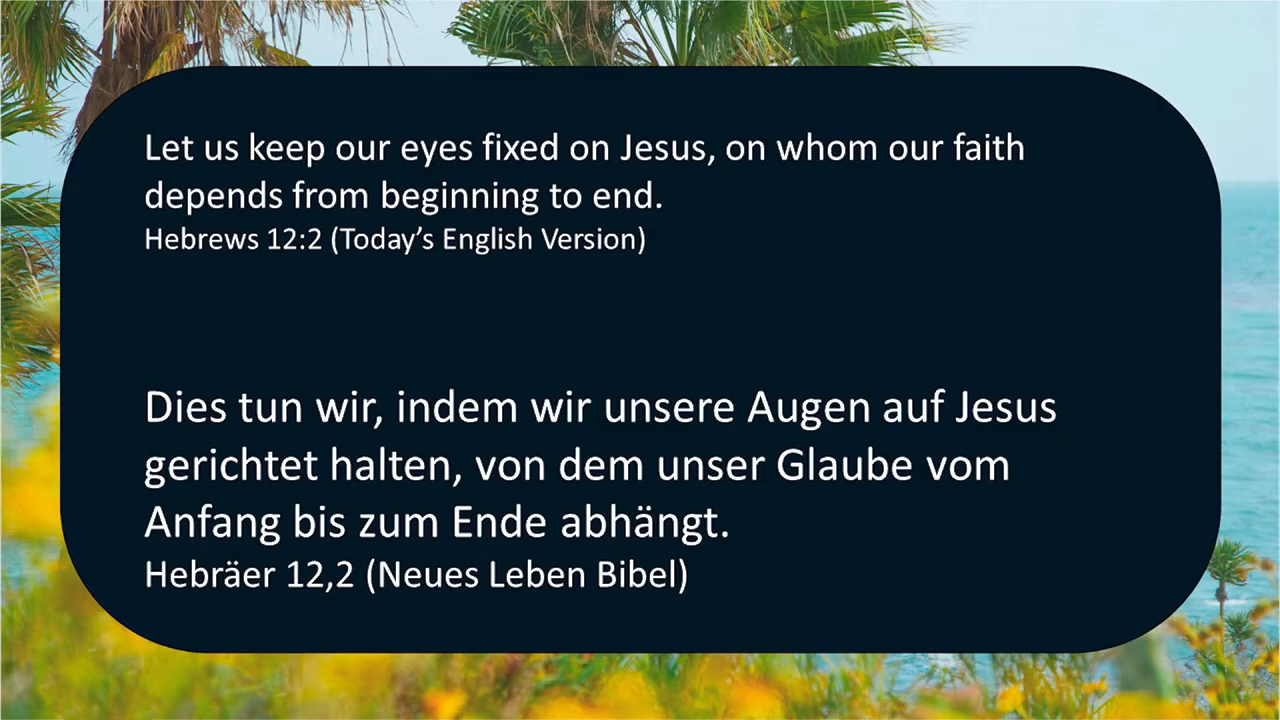 Let us keep our eyes fixed on Jesus, on whom our faith
depends from beginning to end.
Hebrews 12:2 (Today’s English Version)
Dies tun wir, indem wir unsere Augen auf Jesus
gerichtet halten, von dem unser Glaube vom
Anfang bis zum Ende abhängt.
Hebräer 12,2 (Neues Leben Bibel)